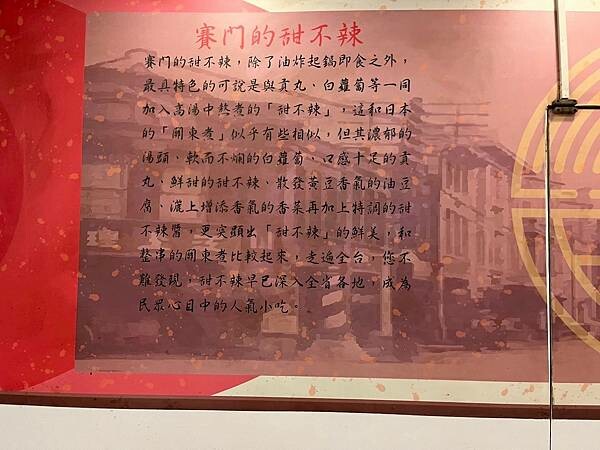 賽門的甜不辣
賽門的甜不辣，除了油炸起鍋即食之外，
最具特色的可說是與貢丸、白蘿蔔等一同
加入高湯中熬煮的「甜不辣」，這和日本
的「關東煮」似乎有些相似，但其濃郁的
湯頭、軟而不爛的白蘿蔔、口感十足的貢
丸、鮮甜的甜不辣、散發黃豆香氣的油豆
腐、灑上增添香氣的香菜再加上特調的甜
不辣醬，更突顯出「甜不辣」的鮮美，和
整串的關東煮比較起來，走遍全台，您不
難發現，甜不辣早已深入全省各地，成為
民眾心目中的人氣小吃。